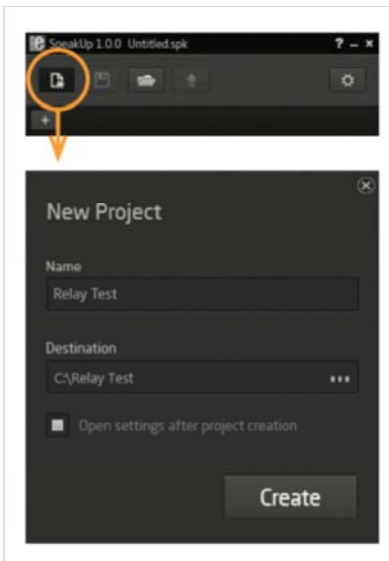 SpeakUp 1.0.0 Untitled.spk
New Project
Name
Relay Test
Destination
C:\Relay Test
Open settings after project creation
Create